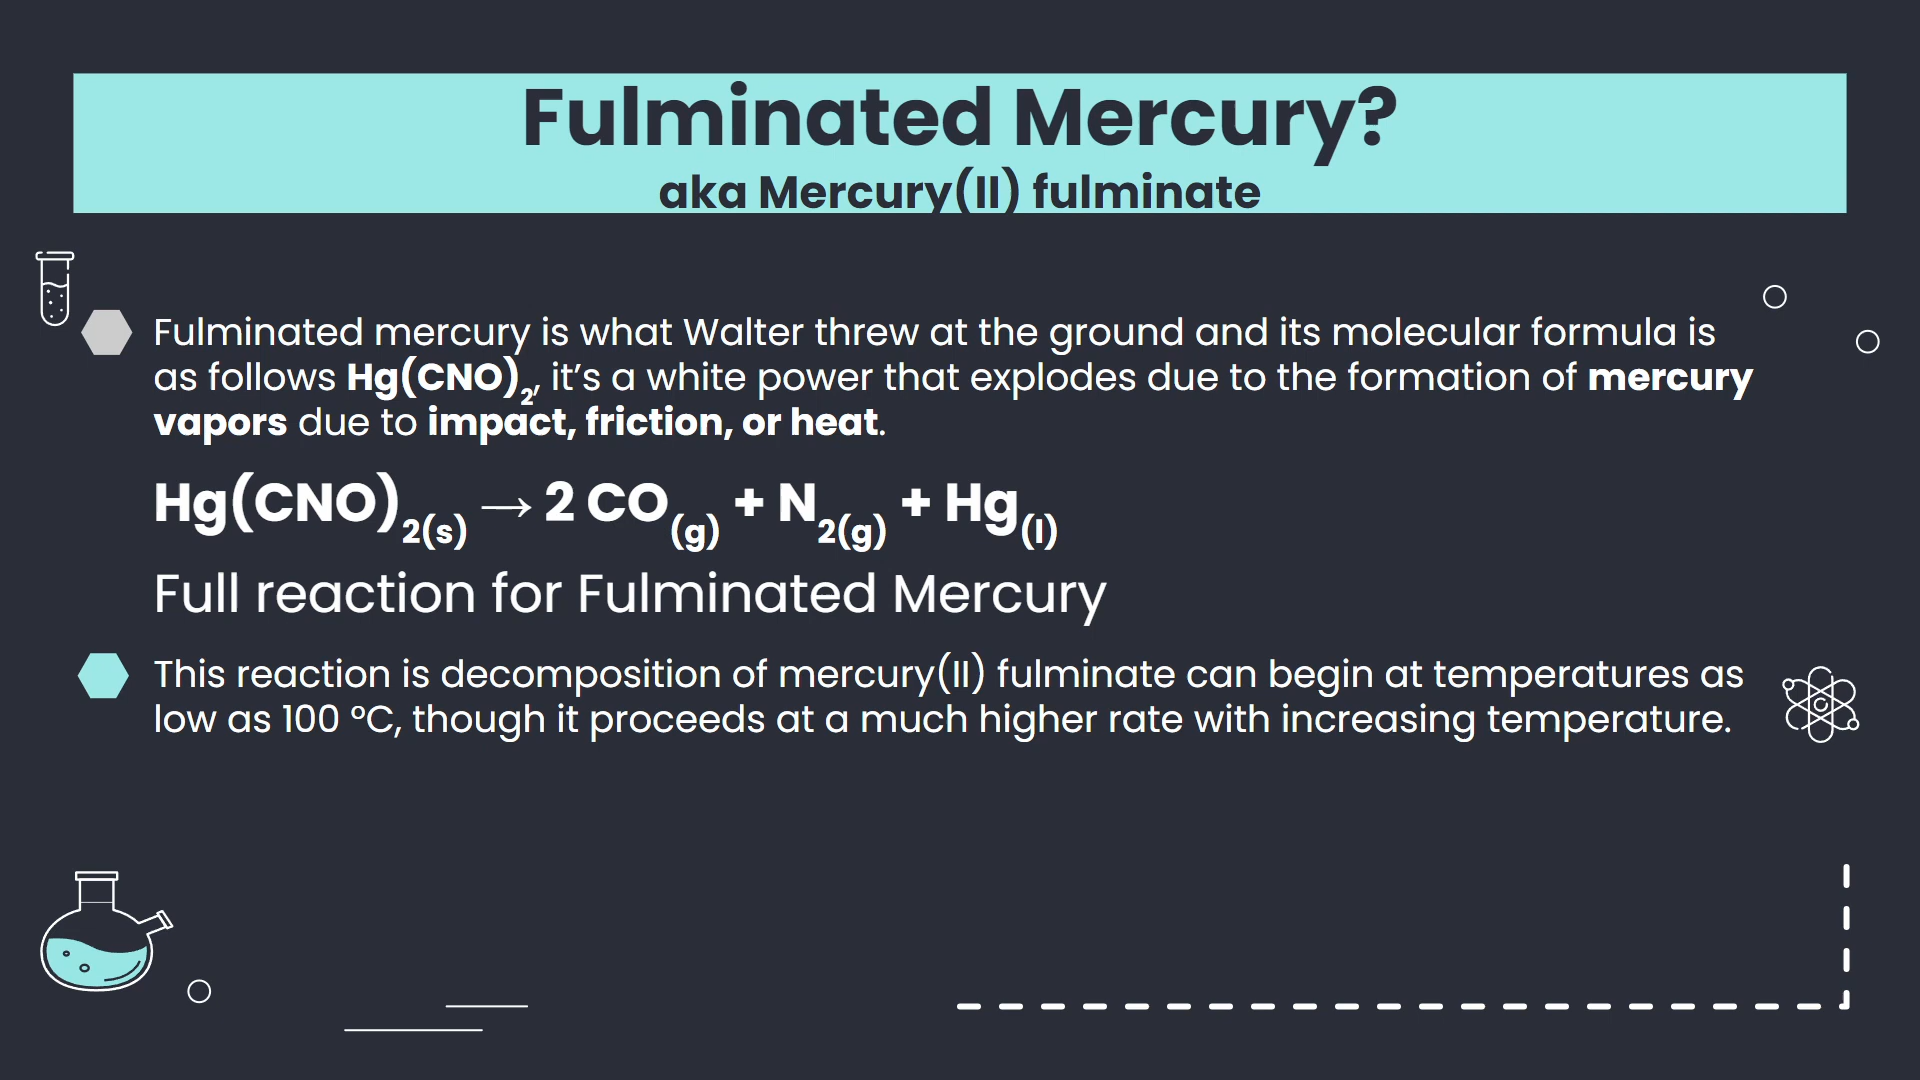 Fulminated Mercury?
aka Mercury(II) fulminate
Fulminated mercury is what Walter threw at the ground and its molecular formula is
as follows Hg(CNO)₂, it’s a white power that explodes due to the formation of mercury
vapors due to impact, friction, or heat.
Hg(CNO)₂(s) → 2 CO(g) + N₂(g) + Hg(l)
Full reaction for Fulminated Mercury
This reaction is decomposition of mercury(II) fulminate can begin at temperatures as
low as 100 °C, though it proceeds at a much higher rate with increasing temperature.